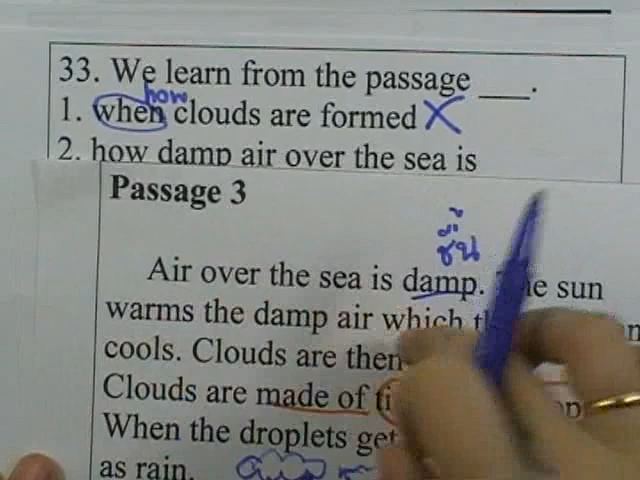 33. We learn from the passage ___.
how
1. when clouds are formed X
2. how damp air over the sea is
Passage 3
ชื้น
Air over the sea is damp. The sun
warms the damp air which
cools. Clouds are then
Clouds are made of
When the droplets get
as rain.